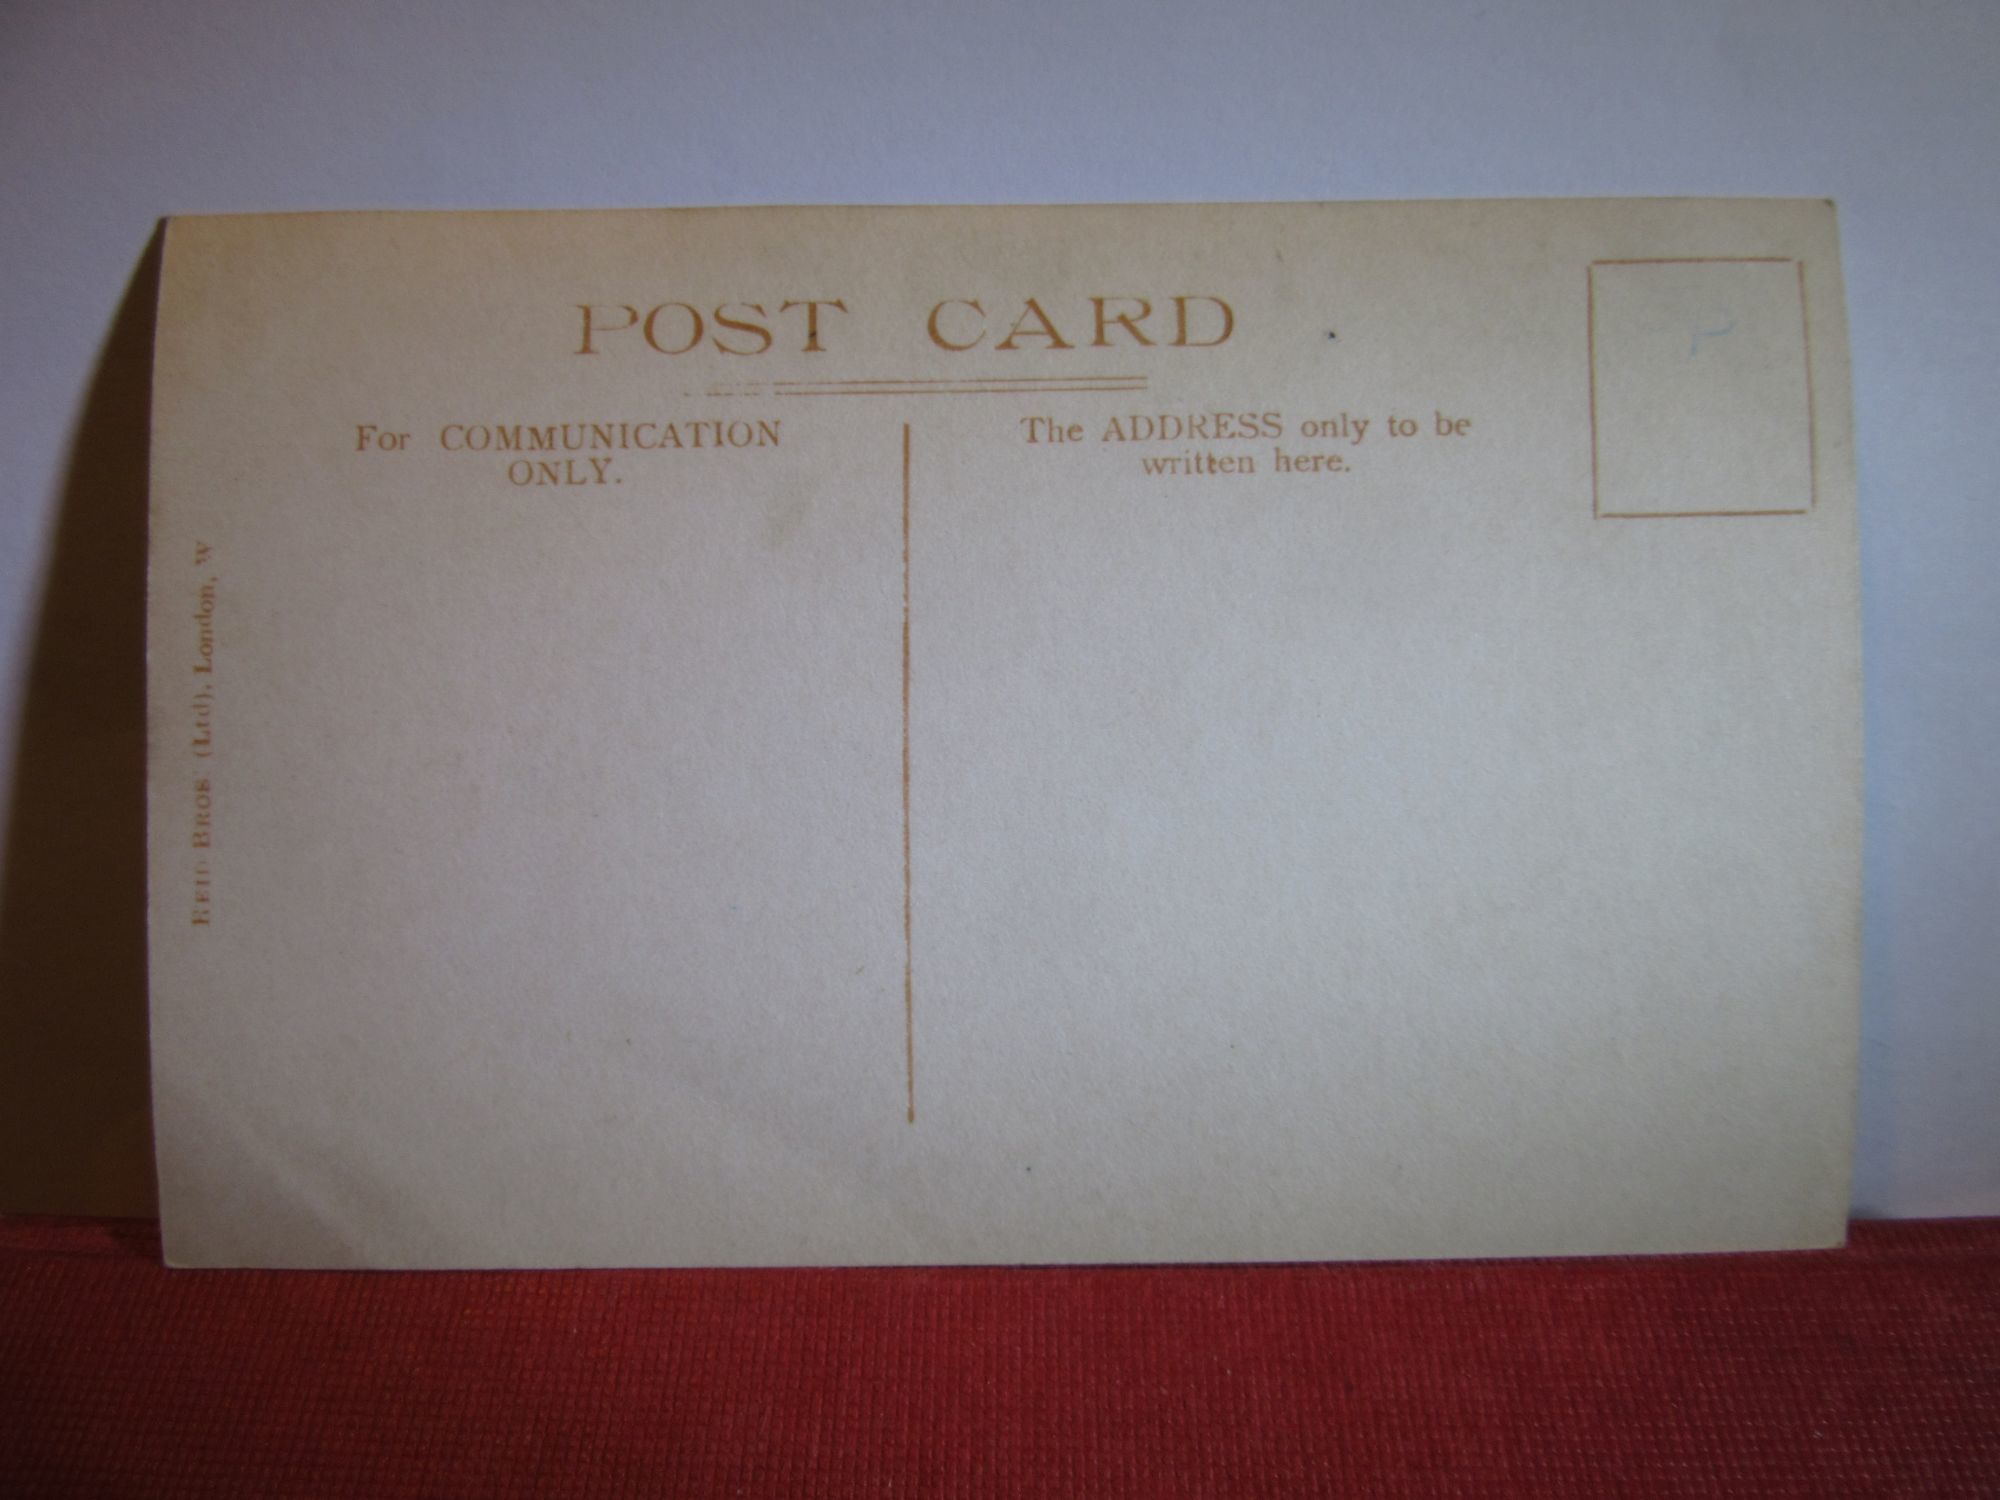 POST CARD
For COMMUNICATION
ONLY.
The ADDRESS only to be
written here.
REID BROS (Ltd), London, W